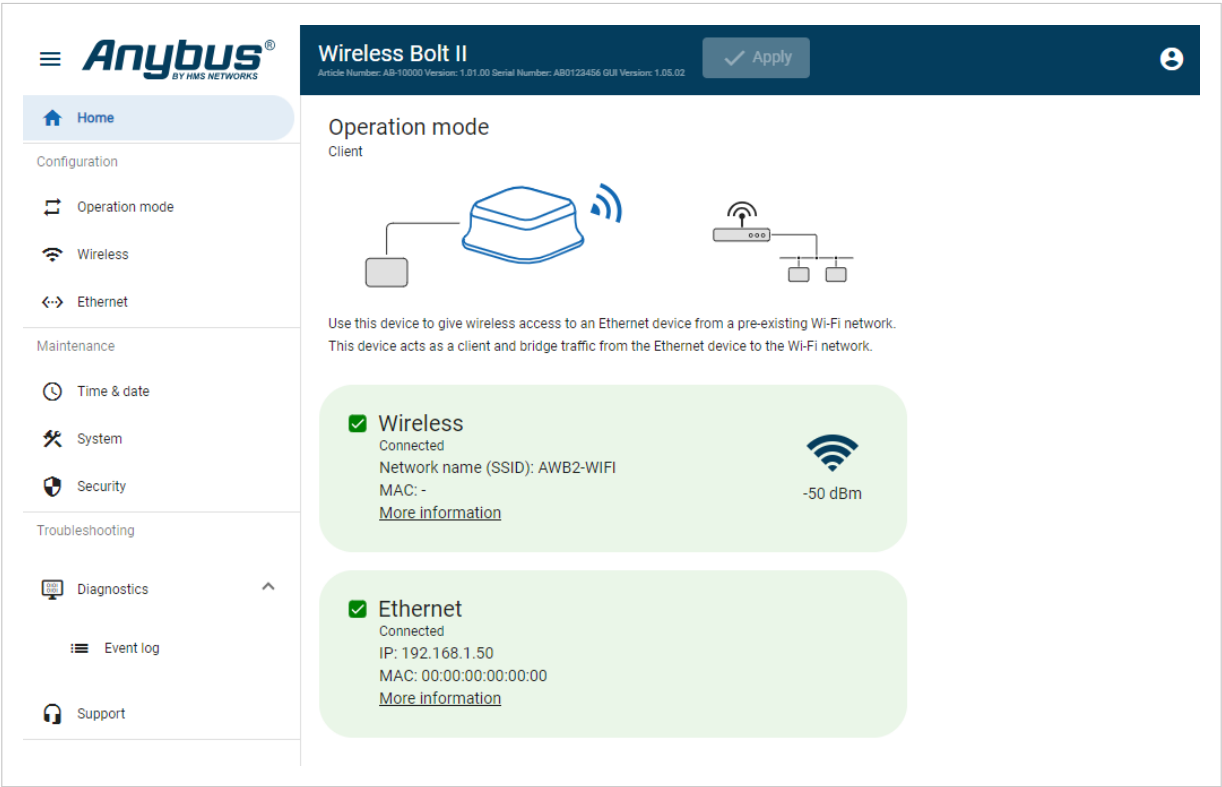 Anybus®
BY HMS NETWORKS
Wireless Bolt II
Article Number: AB-10000 Version: 1.01.00 Serial Number: AB0123456 GUI Version: 1.05.02
Apply
Home
Configuration
Operation mode
Wireless
Ethernet
Maintenance
Time & date
System
Security
Troubleshooting
Diagnostics
Event log
Support
Operation mode
Client
Use this device to give wireless access to an Ethernet device from a pre-existing Wi-Fi network.
This device acts as a client and bridge traffic from the Ethernet device to the Wi-Fi network.
Wireless
Connected
Network name (SSID): AWB2-WIFI
MAC: -
More information
-50 dBm
Ethernet
Connected
IP: 192.168.1.50
MAC: 00:00:00:00:00:00
More information